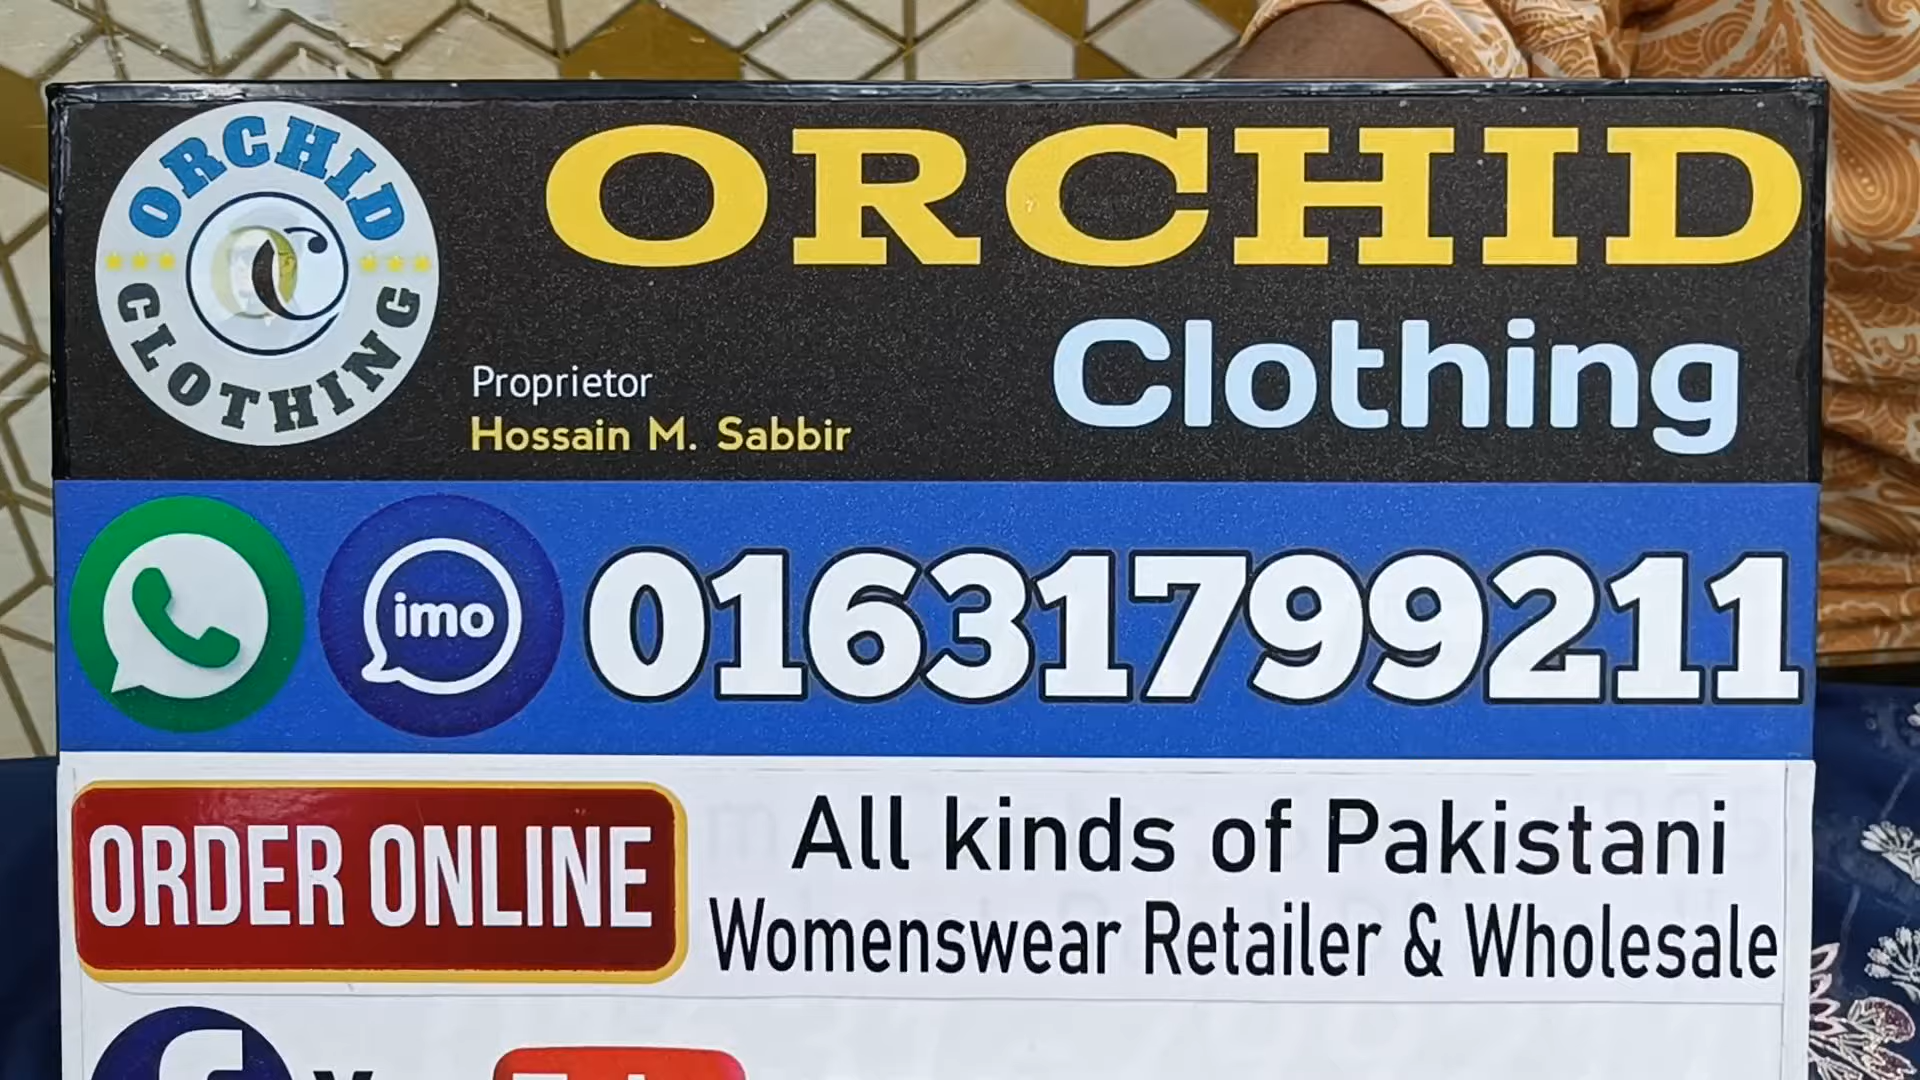 ORCHID
CLOTHING
ORCHID
Clothing
Proprietor
Hossain M. Sabbir
imo
01631799211
ORDER ONLINE
All kinds of Pakistani
Womenswear Retailer & Wholesale